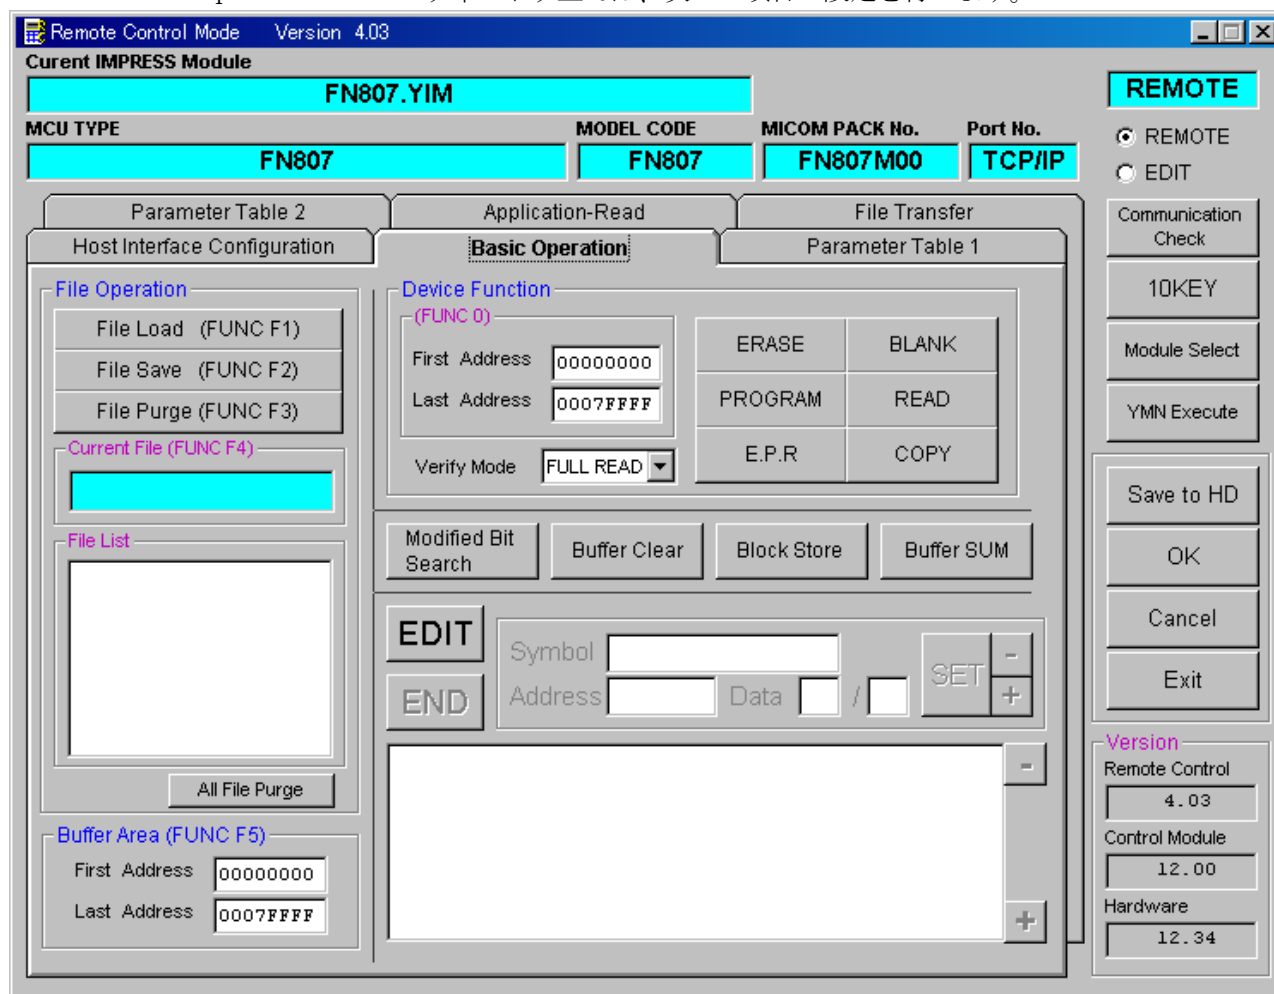 Remote Control Mode Version 4.03
Curent IMPRESS Module
FN807.YIM
REMOTE
MCU TYPE
MODEL CODE
MICOM PACK No.
Port No.
FN807
FN807
FN807M00
TCP/IP
REMOTE
EDIT
Parameter Table 2
Application-Read
File Transfer
Host Interface Configuration
Basic Operation
Parameter Table 1
File Operation
File Load (FUNC F1)
File Save (FUNC F2)
File Purge (FUNC F3)
Current File (FUNC F4)
File List
All File Purge
Buffer Area (FUNC F5)
First Address 00000000
Last Address 0007FFFF
Device Function
(FUNC 0)
First Address 00000000
Last Address 0007FFFF
Verify Mode FULL READ
ERASE
BLANK
PROGRAM
READ
E.P.R
COPY
Modified Bit
Search
Buffer Clear
Block Store
Buffer SUM
EDIT
END
Symbol
Address
Data /
SET
-
+
-
+
Communication
Check
10KEY
Module Select
YMN Execute
Save to HD
OK
Cancel
Exit
Version
Remote Control
4.03
Control Module
12.00
Hardware
12.34